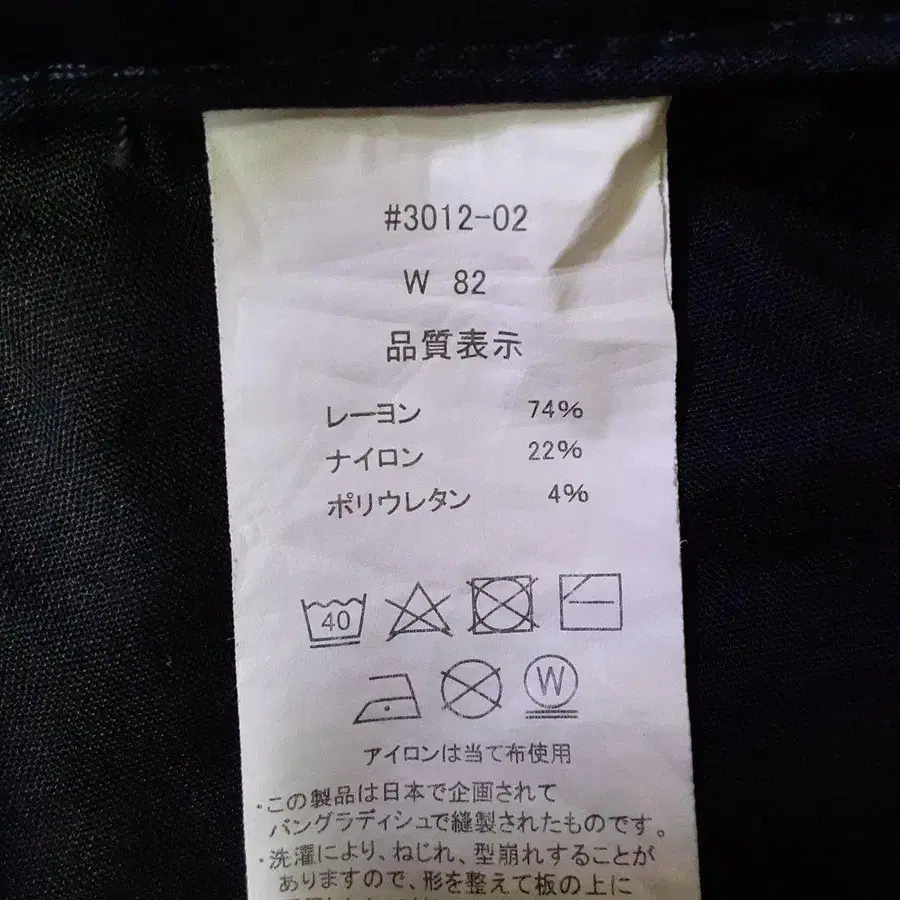 #3012-02
W 82
品質表示
レーヨン 74%
ナイロン 22%
ポリウレタン 4%
40
W
アイロンは当て布使用
・この製品は日本で企画されて
バングラディシュで縫製されたものです。
・洗濯により、ねじれ、型崩れすることが
ありますので、形を整えて板の上に